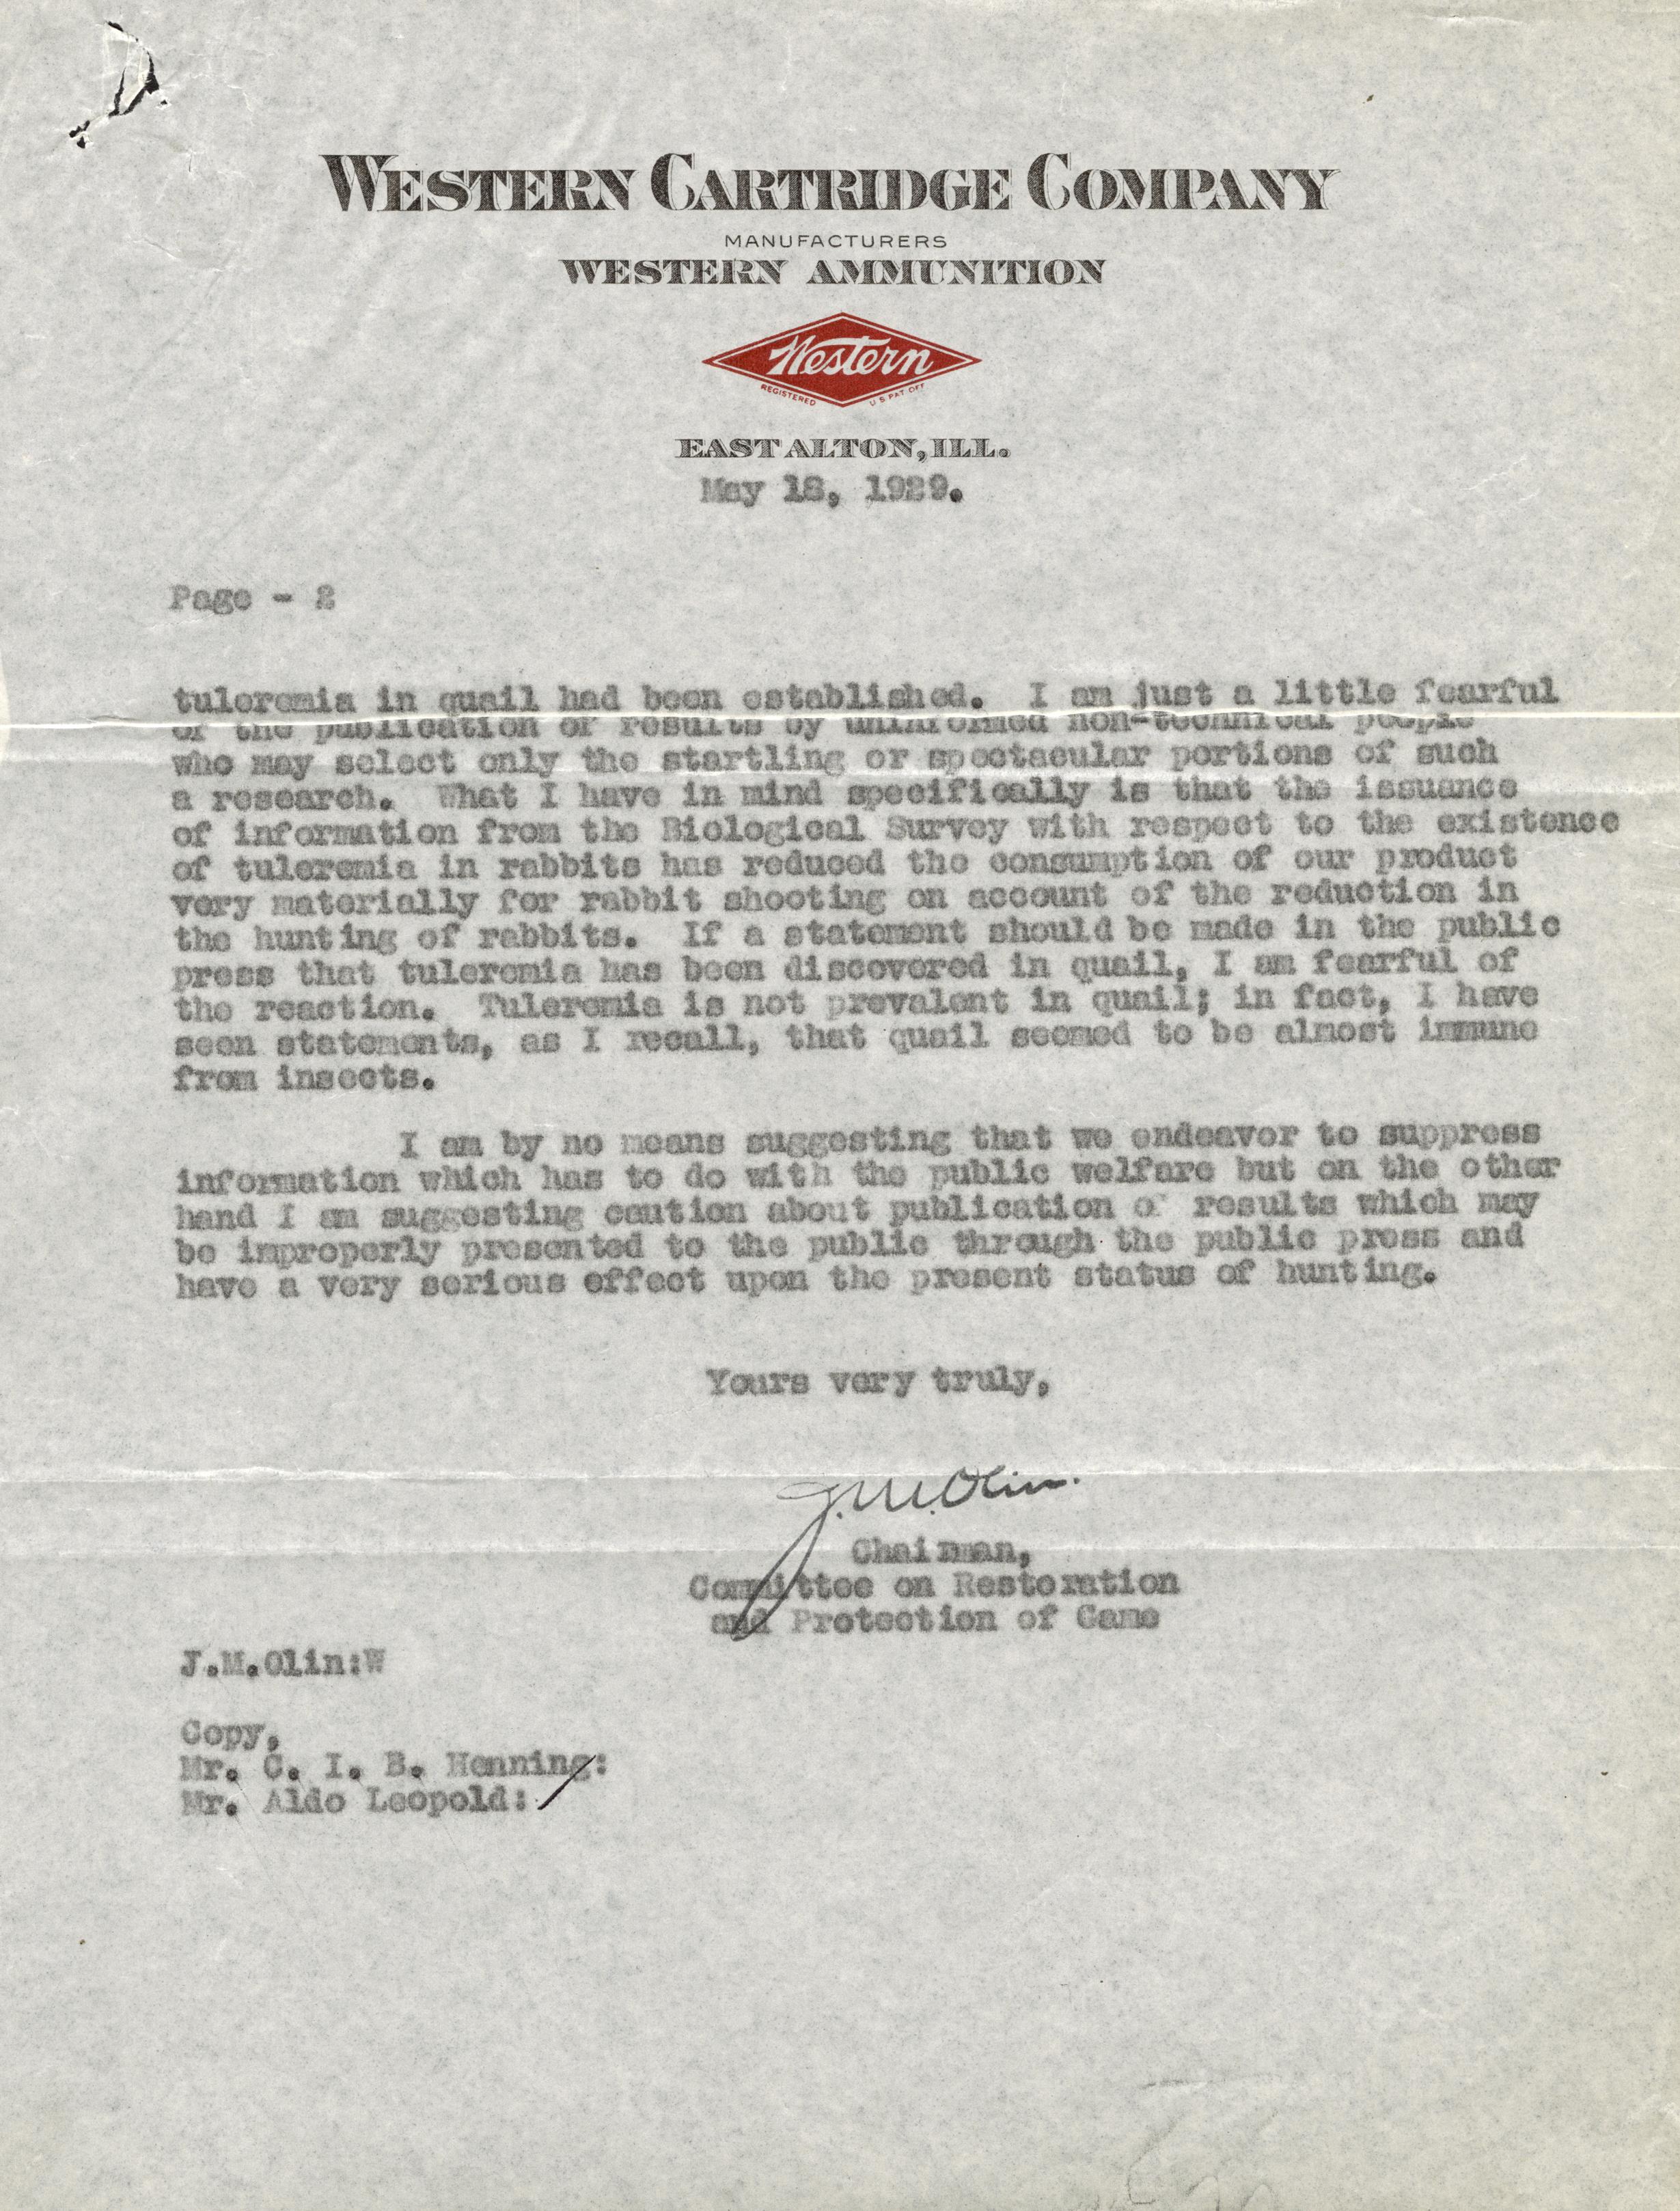 WESTERN CARTRIDGE COMPANY
MANUFACTURERS
WESTERN AMMUNITION
Western
REGISTERED U S PAT OFF
EAST ALTON, ILL.
May 18, 1929.
Page - 2
tuleremia in quail had been established. I am just a little fearful
of the publication of results by uninformed non-technical people
who may select only the startling or spectacular portions of such
a research. What I have in mind specifically is that the issuance
of information from the Biological Survey with respect to the existence
of tuleremia in rabbits has reduced the consumption of our product
very materially for rabbit shooting on account of the reduction in
the hunting of rabbits. If a statement should be made in the public
press that tuleremia has been discovered in quail, I am fearful of
the reaction. Tuleremia is not prevalent in quail; in fact, I have
seen statements, as I recall, that quail seemed to be almost immune
from insects.
I am by no means suggesting that we endeavor to suppress
information which has to do with the public welfare but on the other
hand I am suggesting caution about publication of results which may
be improperly presented to the public through the public press and
have a very serious effect upon the present status of hunting.
Yours very truly,
J.M.Olin.
Chairman,
Committee on Restoration
and Protection of Game
J.M.Olin:W
Copy,
Mr. C. I. B. Henning:
Mr. Aldo Leopold: